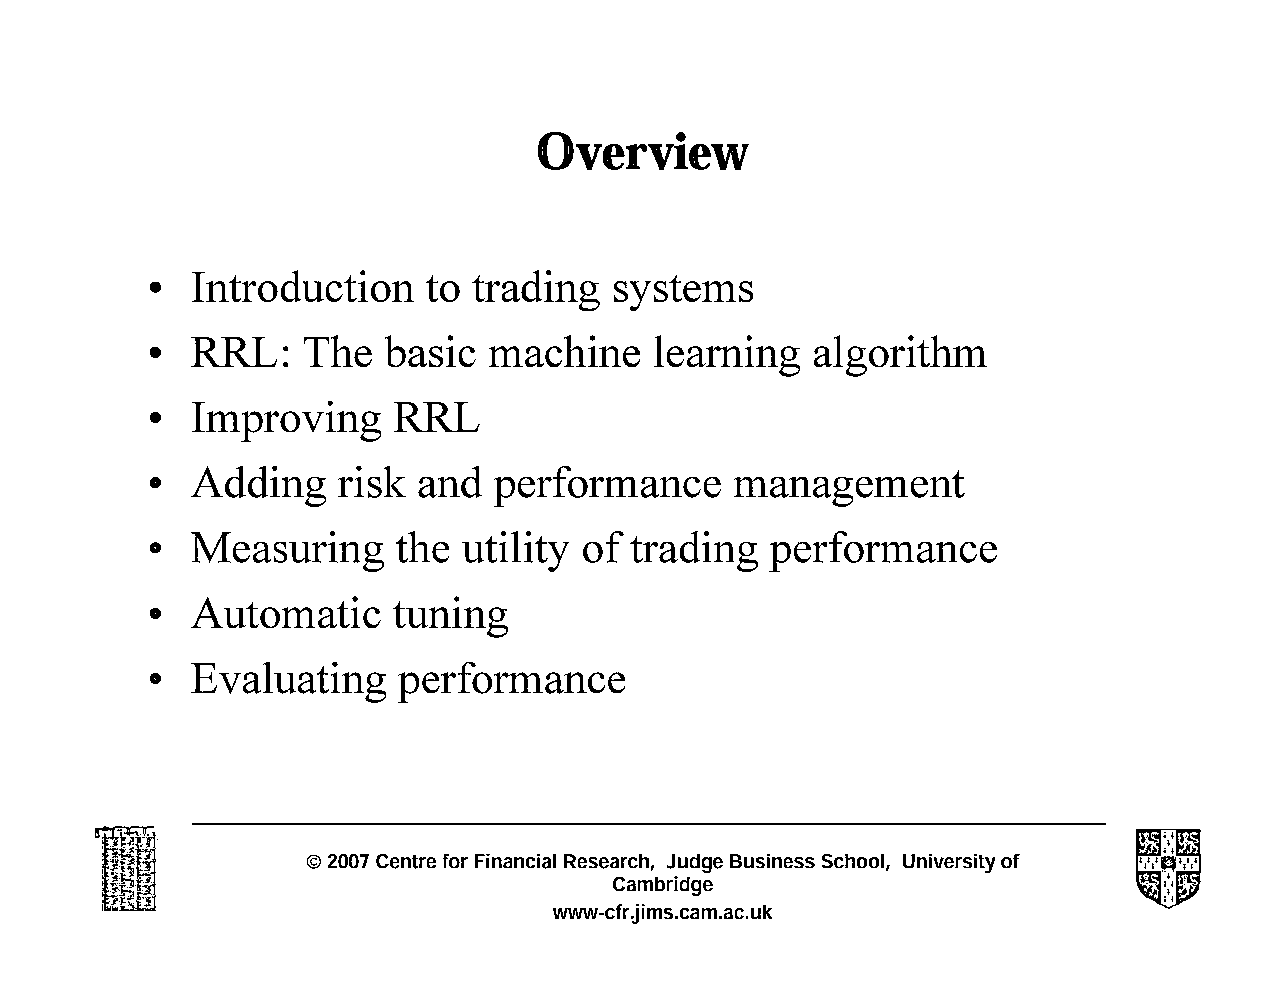 Overview
• Introduction to trading systems
• RRL: The basic machine learning algorithm
• Improving RRL
• Adding risk and performance management
• Measuring the utility of trading performance
• Automatic tuning
• Evaluating performance
© 2007 Centre for Financial Research, Judge Business School, University of
Cambridge
www-cfr.jims.cam.ac.uk